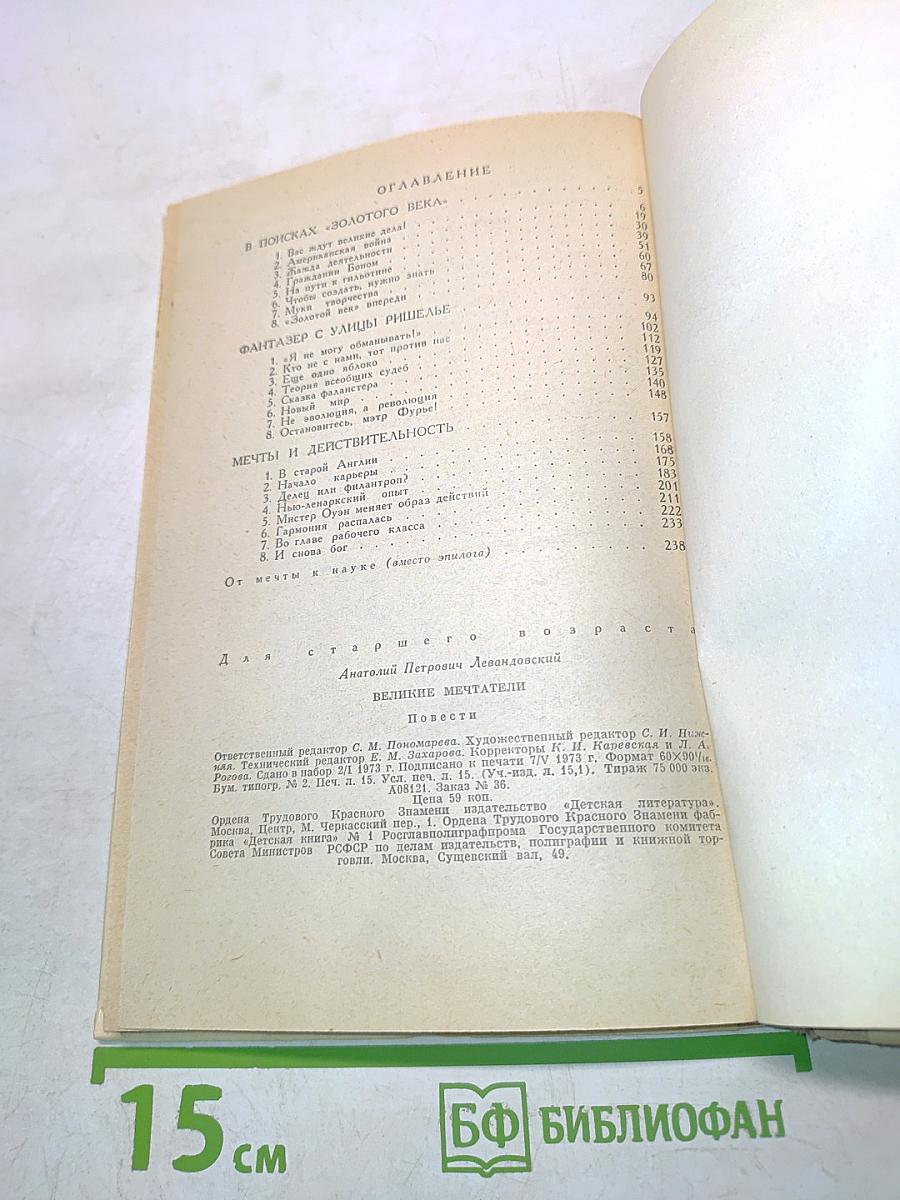 ОГЛАВЛЕНИЕ
В ПОИСКАХ «ЗОЛОТОГО ВЕКА» 5
1. Вас ждут великие дела! 6
2. Американская война 19
3. Жажда деятельности 30
4. Гражданин Боном 39
5. На пути к гильотине 51
6. Чтобы создать, нужно знать 60
7. Муки творчества 67
8. «Золотой век» впереди 80
ФАНТАЗЕР С УЛИЦЫ РИШЕЛЬЕ 93
1. «Я не могу обманывать!» 94
2. Кто не с нами, тот против нас 102
3. Еще одно яблоко 112
4. Теория всеобщих судеб 119
5. Сказка фаланстера 127
6. Новый мир 135
7. Не эволюция, а революция 140
8. Остановитесь, мэтр Фурье! 148
МЕЧТЫ И ДЕЙСТВИТЕЛЬНОСТЬ 157
1. В старой Англии 158
2. Начало карьеры 168
3. Делец или филантроп? 175
4. Нью-ленаркский опыт 183
5. Мистер Оуэн меняет образ действий 201
6. Гармония распалась 211
7. Во главе рабочего класса 222
8. И снова бог 233
От мечты к науке (вместо эпилога) 238
Для старшего возраста
Анатолий Петрович Левандовский
ВЕЛИКИЕ МЕЧТАТЕЛИ
Повести
Ответственный редактор С. М. Пономарева. Художественный редактор С. И. Ниж-
няя. Технический редактор Е. М. Захарова. Корректоры К. И. Каревская и Л. А.
Рогова. Сдано в набор 2/I 1973 г. Подписано к печати 7/V 1973 г. Формат 60×90¹/₁₆.
Бум. типогр. № 2. Печ. л. 15. Усл. печ. л. 15. (Уч.-изд. л. 15,1). Тираж 75 000 экз.
А08121. Заказ № 36.
Цена 59 коп.
Ордена Трудового Красного Знамени издательство «Детская литература».
Москва, Центр, М. Черкасский пер., 1. Ордена Трудового Красного Знамени фаб-
рика «Детская книга» № 1 Росглавполиграфпрома Государственного комитета
Совета Министров РСФСР по делам издательств, полиграфии и книжной тор-
говли. Москва, Сущевский вал, 49.
15 см
БФ БИБЛИОФАН